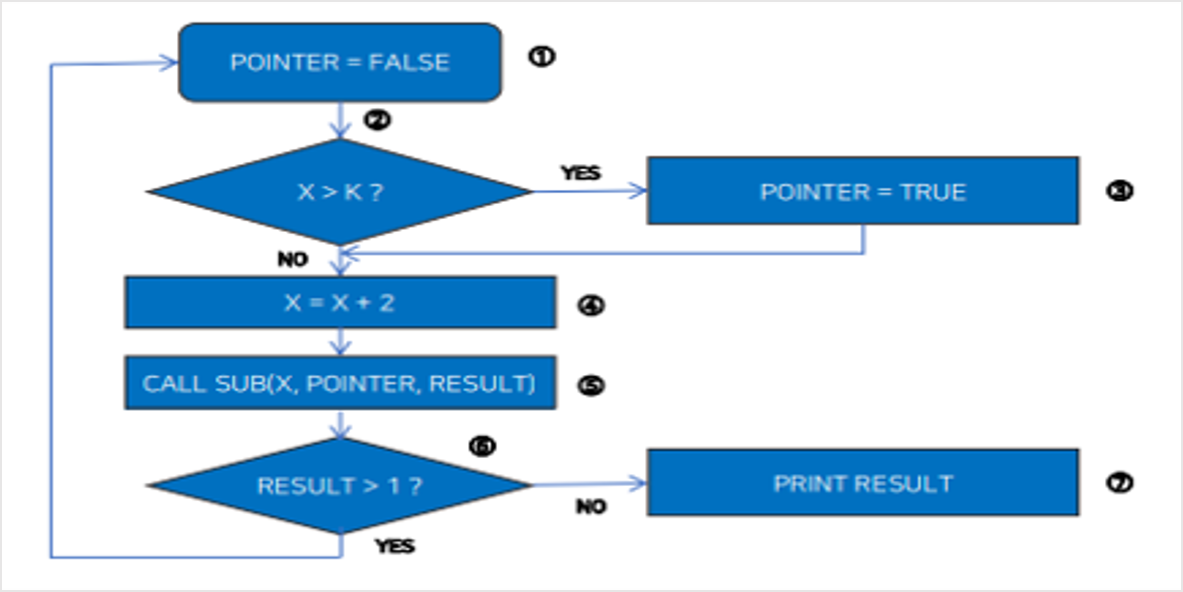 POINTER = FALSE
①
②
X > K ?
YES
POINTER = TRUE
③
NO
X = X + 2
④
CALL SUB(X, POINTER, RESULT)
⑤
⑥
RESULT > 1 ?
NO
PRINT RESULT
⑦
YES